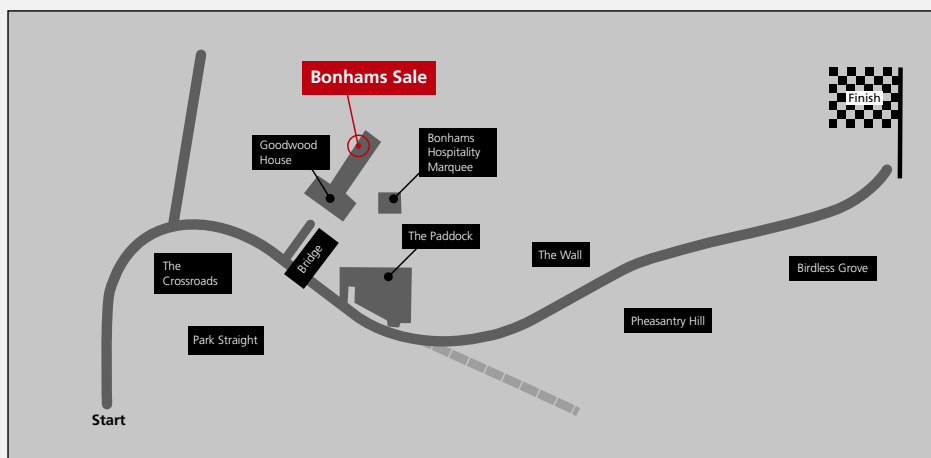 Bonhams Sale
Finish
Goodwood
House
Bonhams
Hospitality
Marquee
The Paddock
Bridge
The Wall
The
Crossroads
Birdless Grove
Pheasantry Hill
Park Straight
Start